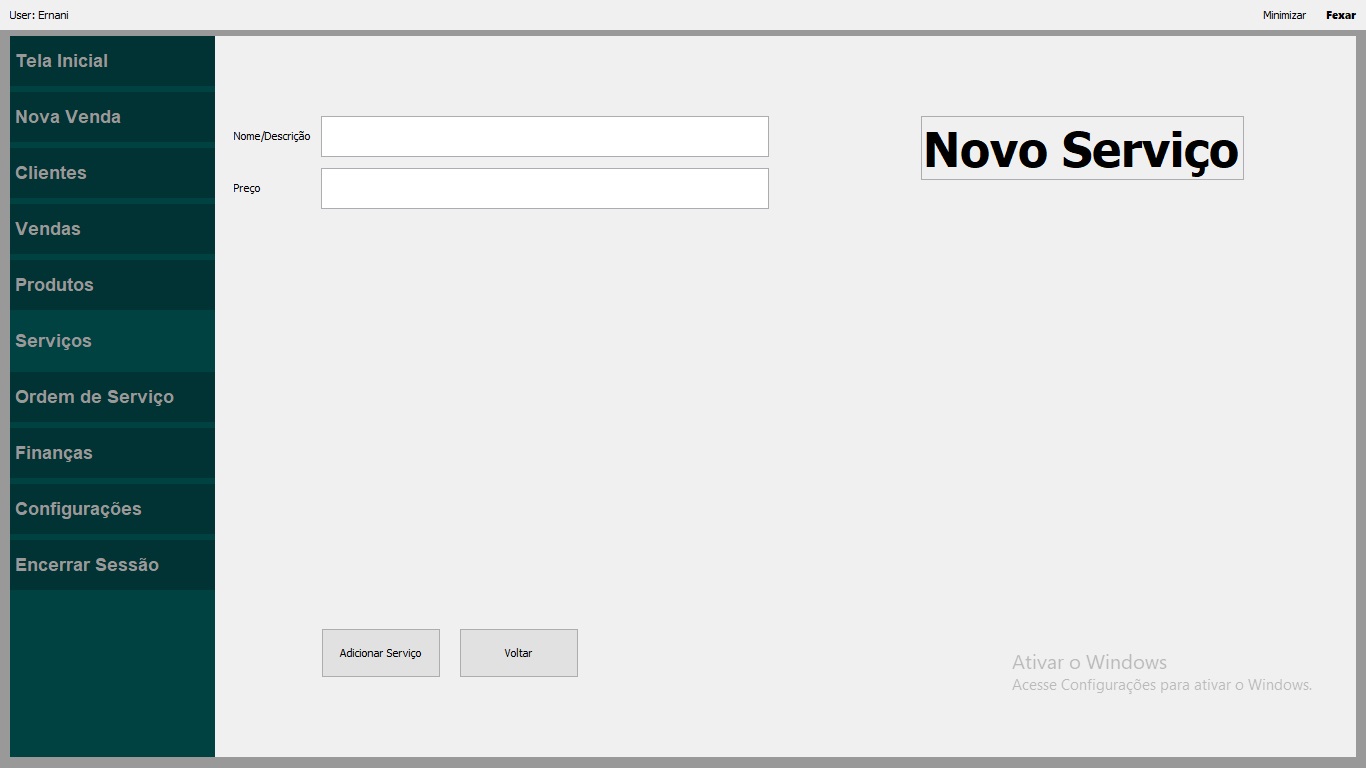 User: Ernani
Minimizar
Fexar
Tela Inicial
Nova Venda
Clientes
Vendas
Produtos
Serviços
Ordem de Serviço
Finanças
Configurações
Encerrar Sessão
Nome/Descrição
Preço
Novo Serviço
Adicionar Serviço
Voltar
Ativar o Windows
Acesse Configurações para ativar o Windows.